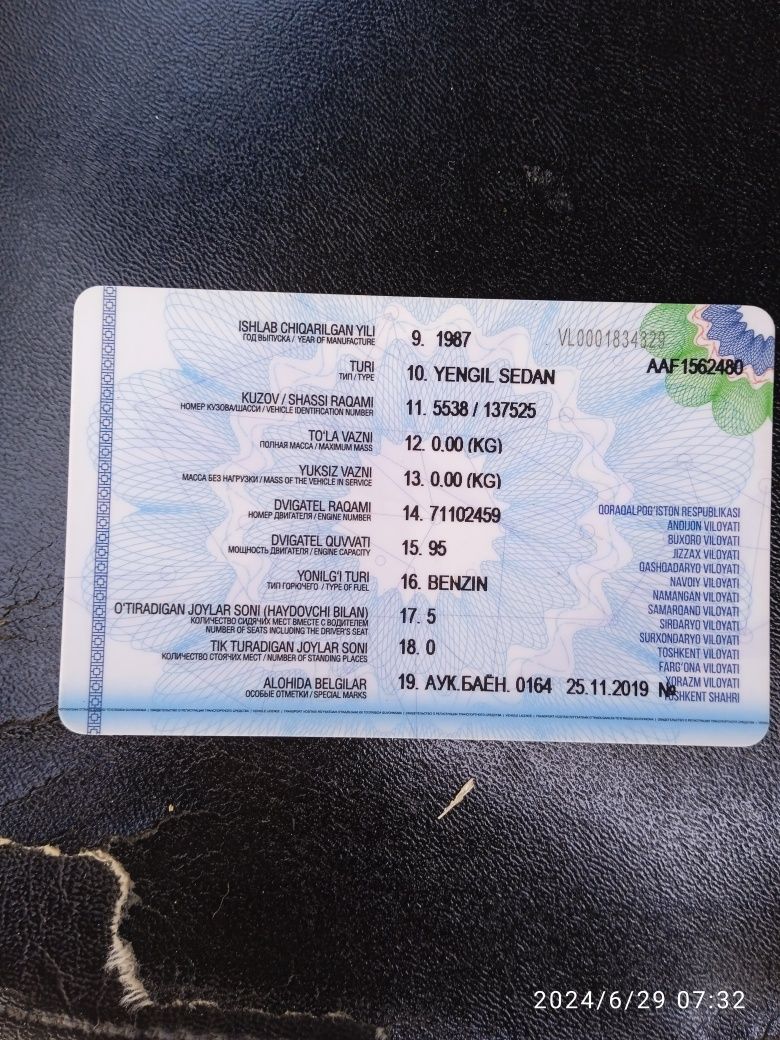 ISHLAB CHIQARILGAN YILI 9. 1987 VL0001834329
ГОД ВЫПУСКА / YEAR OF MANUFACTURE
AAF1562480
TURI 10. YENGIL SEDAN
ТИП / TYPE
KUZOV / SHASSI RAQAMI 11. 5538 / 137525
НОМЕР КУЗОВА/ШАССИ / VEHICLE IDENTIFICATION NUMBER
TO'LA VAZNI 12. 0.00 (KG)
ПОЛНАЯ МАССА / MAXIMUM MASS
YUKSIZ VAZNI 13. 0.00 (KG)
МАССА БЕЗ НАГРУЗКИ / MASS OF THE VEHICLE IN SERVICE
DVIGATEL RAQAMI 14. 71102459
НОМЕР ДВИГАТЕЛЯ / ENGINE NUMBER
DVIGATEL QUVVATI 15. 95
МОЩНОСТЬ ДВИГАТЕЛЯ / ENGINE CAPACITY
YONILG'I TURI 16. BENZIN
ТИП ГОРЮЧЕГО / TYPE OF FUEL
O'TIRADIGAN JOYLAR SONI (HAYDOVCHI BILAN) 17. 5
КОЛИЧЕСТВО СИДЯЧИХ МЕСТ ВМЕСТЕ С ВОДИТЕЛЕМ
NUMBER OF SEATS INCLUDING THE DRIVER'S SEAT
TIK TURADIGAN JOYLAR SONI 18. 0
КОЛИЧЕСТВО СТОЯЧИХ МЕСТ / NUMBER OF STANDING PLACES
ALOHIDA BELGILAR 19. АУК.БАЁН. 0164 25.11.2019 №
ОСОБЫЕ ОТМЕТКИ / SPECIAL MARKS
QORAQALPOG'ISTON RESPUBLIKASI
ANDIJON VILOYATI
BUXORO VILOYATI
JIZZAX VILOYATI
QASHQADARYO VILOYATI
NAVOIY VILOYATI
NAMANGAN VILOYATI
SAMARQAND VILOYATI
SIRDARYO VILOYATI
SURXONDARYO VILOYATI
TOSHKENT VILOYATI
FARG'ONA VILOYATI
XORAZM VILOYATI
TOSHKENT SHAHRI
2024/6/29 07:32